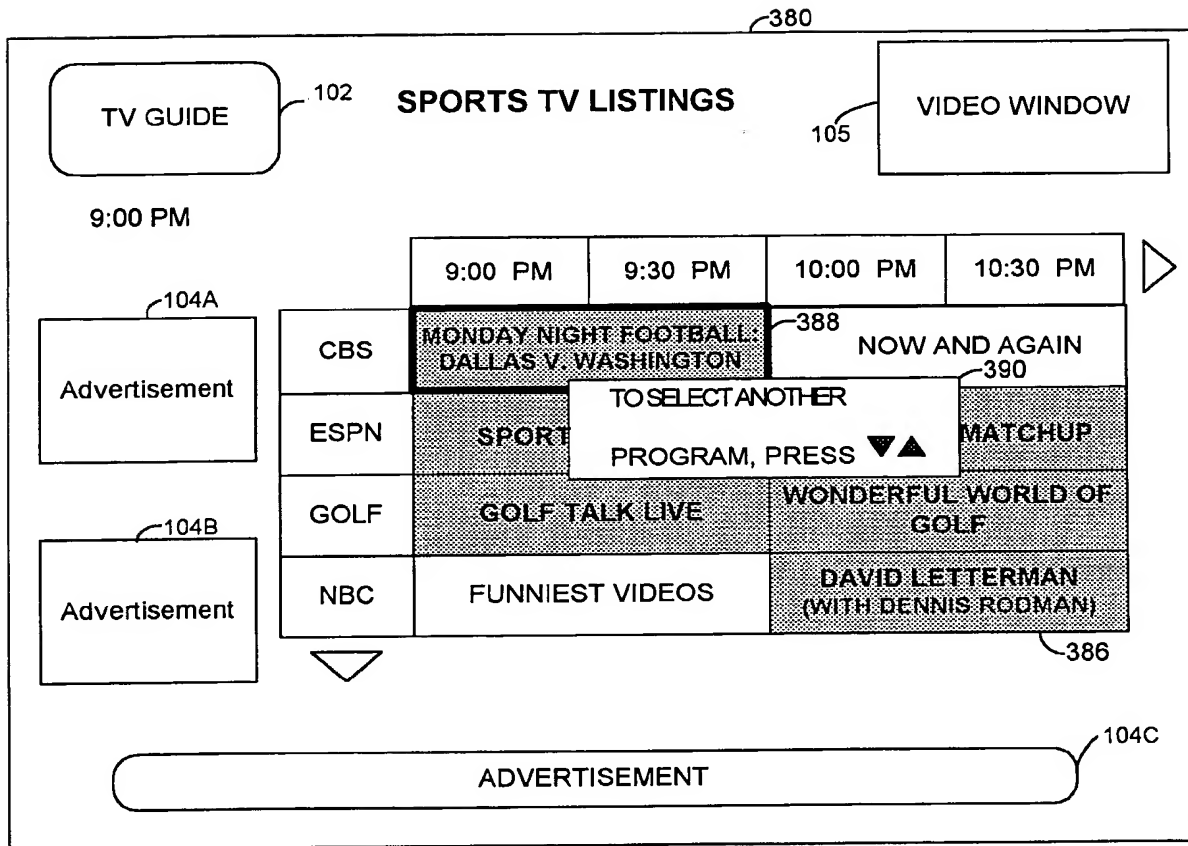 380
TV GUIDE
102
SPORTS TV LISTINGS
105
VIDEO WINDOW
9:00 PM
9:00 PM
9:30 PM
10:00 PM
10:30 PM
104A
Advertisement
CBS
MONDAY NIGHT FOOTBALL:
DALLAS V. WASHINGTON
388
NOW AND AGAIN
390
TO SELECT ANOTHER
PROGRAM, PRESS ▼▲
ESPN
SPORT
MATCHUP
GOLF
GOLF TALK LIVE
WONDERFUL WORLD OF
GOLF
104B
Advertisement
NBC
FUNNIEST VIDEOS
DAVID LETTERMAN
(WITH DENNIS RODMAN)
386
ADVERTISEMENT
104C